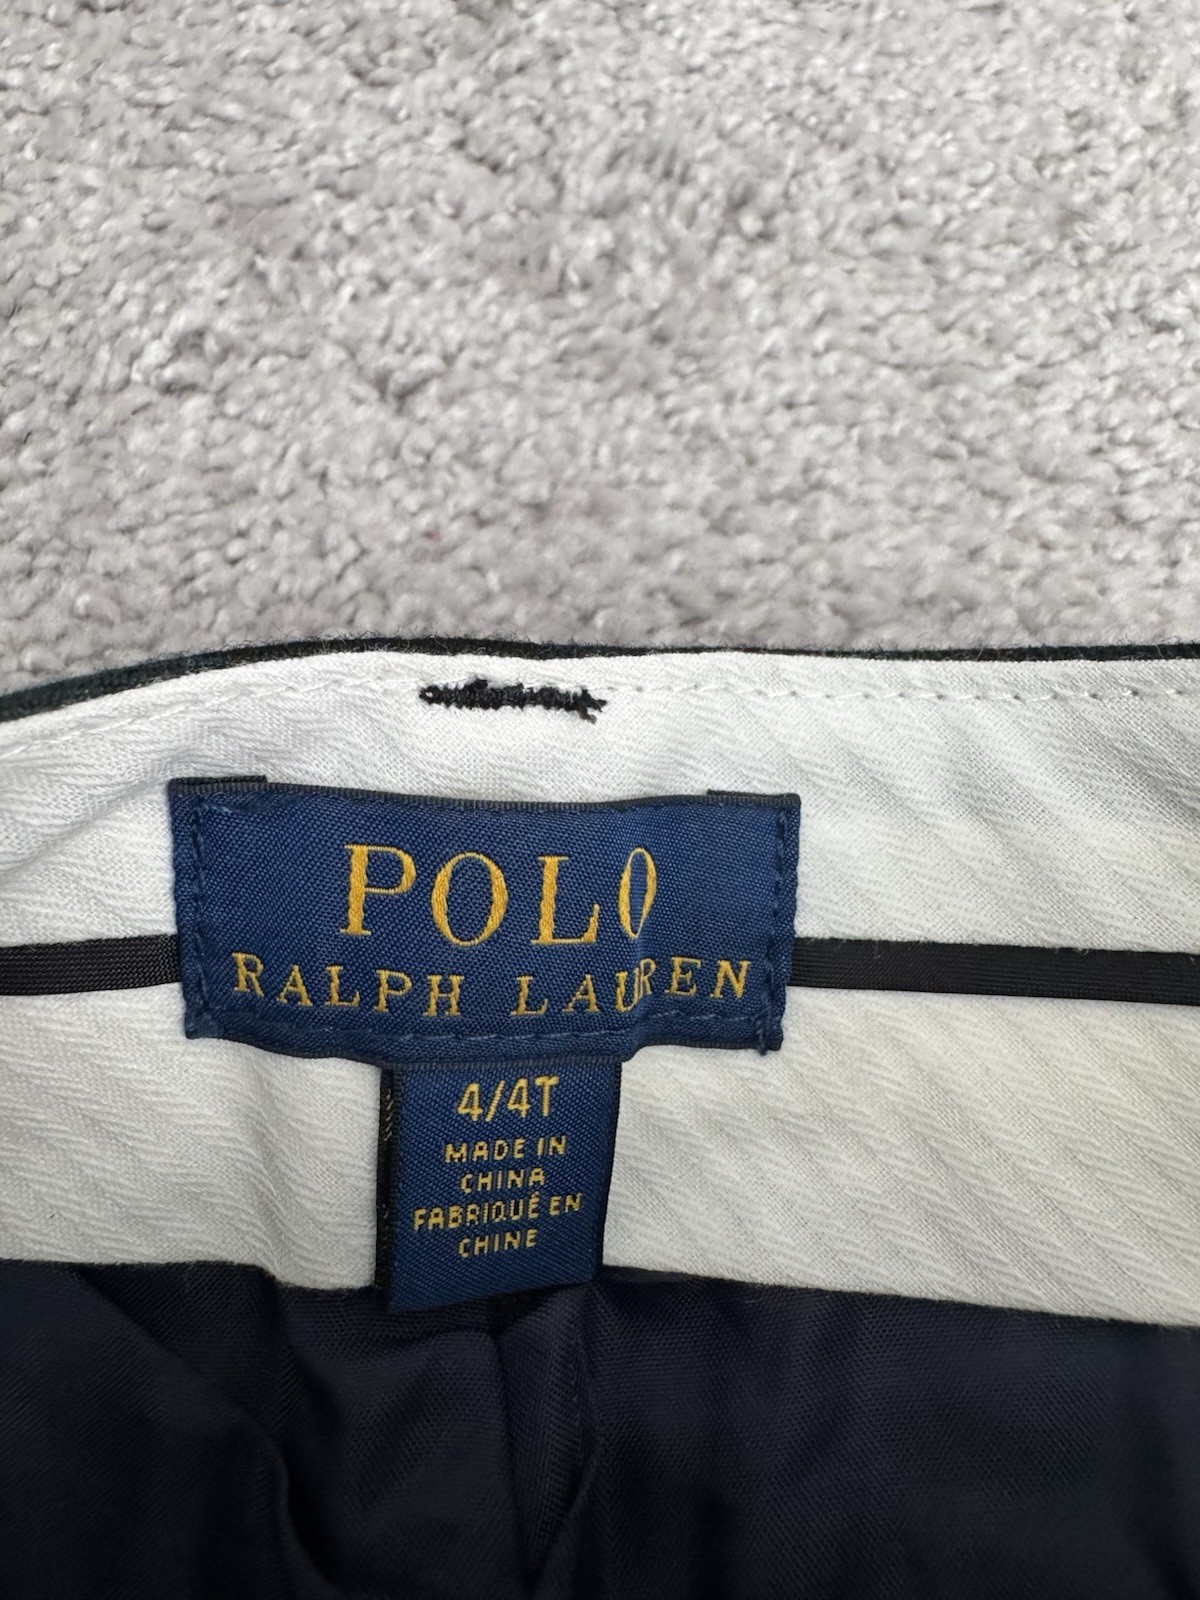 POLO
RALPH LAUREN
4/4T
MADE IN
CHINA
FABRIQUÉ EN
CHINE